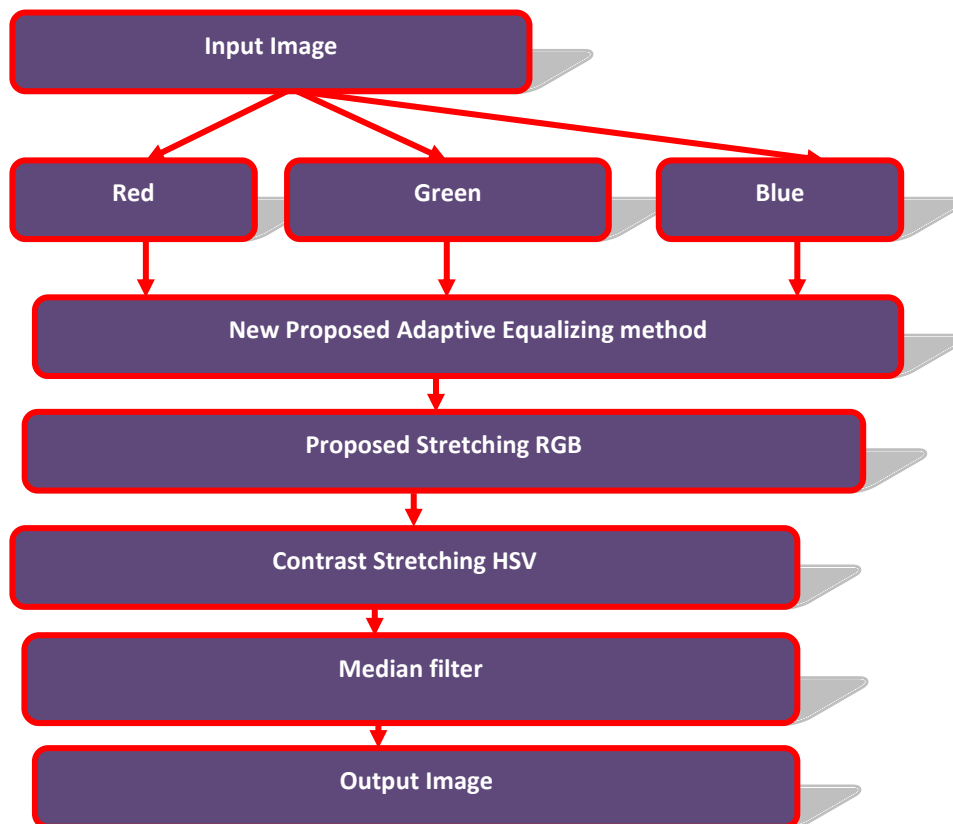 Input Image
Red
Green
Blue
New Proposed Adaptive Equalizing method
Proposed Stretching RGB
Contrast Stretching HSV
Median filter
Output Image